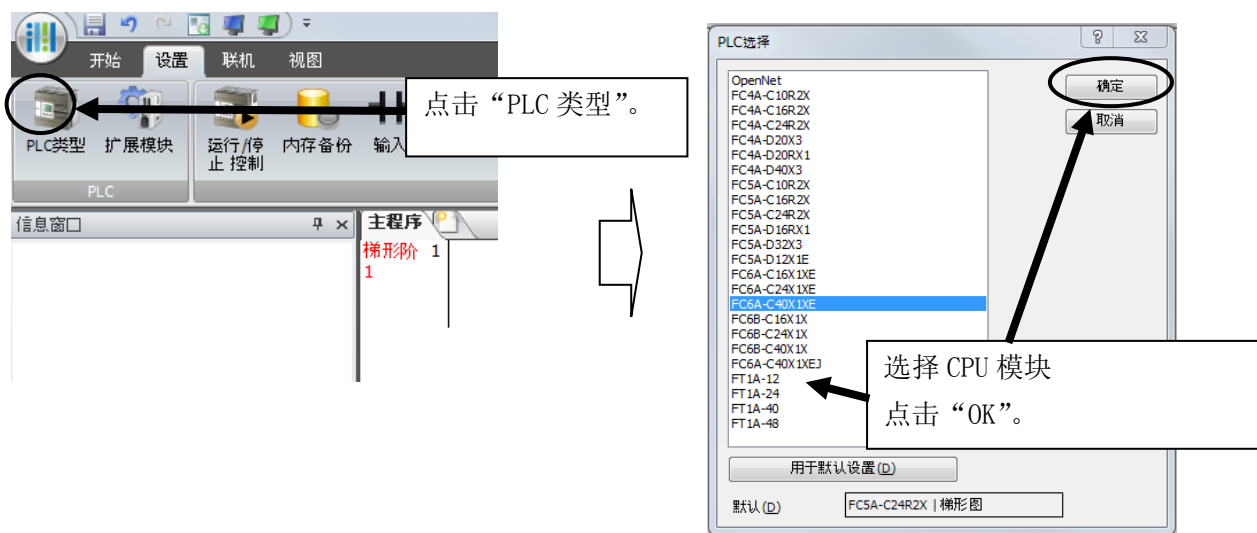 开始 设置 联机 视图
点击“PLC 类型”。
PLC类型 扩展模块 运行/停止 控制 内存备份 输入
PLC
信息窗口
主程序
梯形阶 1
1
PLC选择
OpenNet
FC4A-C10R2X
FC4A-C16R2X
FC4A-C24R2X
FC4A-D20X3
FC4A-D20RX1
FC4A-D40X3
FC5A-C10R2X
FC5A-C16R2X
FC5A-C24R2X
FC5A-D16RX1
FC5A-D32X3
FC5A-D12X1E
FC6A-C16X1XE
FC6A-C24X1XE
FC6A-C40X1XE
FC6B-C16X1X
FC6B-C24X1X
FC6B-C40X1X
FC6A-C40X1XEJ
FT1A-12
FT1A-24
FT1A-40
FT1A-48
确定
取消
选择 CPU 模块
点击“OK”。
用于默认设置(D)
默认(D) FC5A-C24R2X | 梯形图